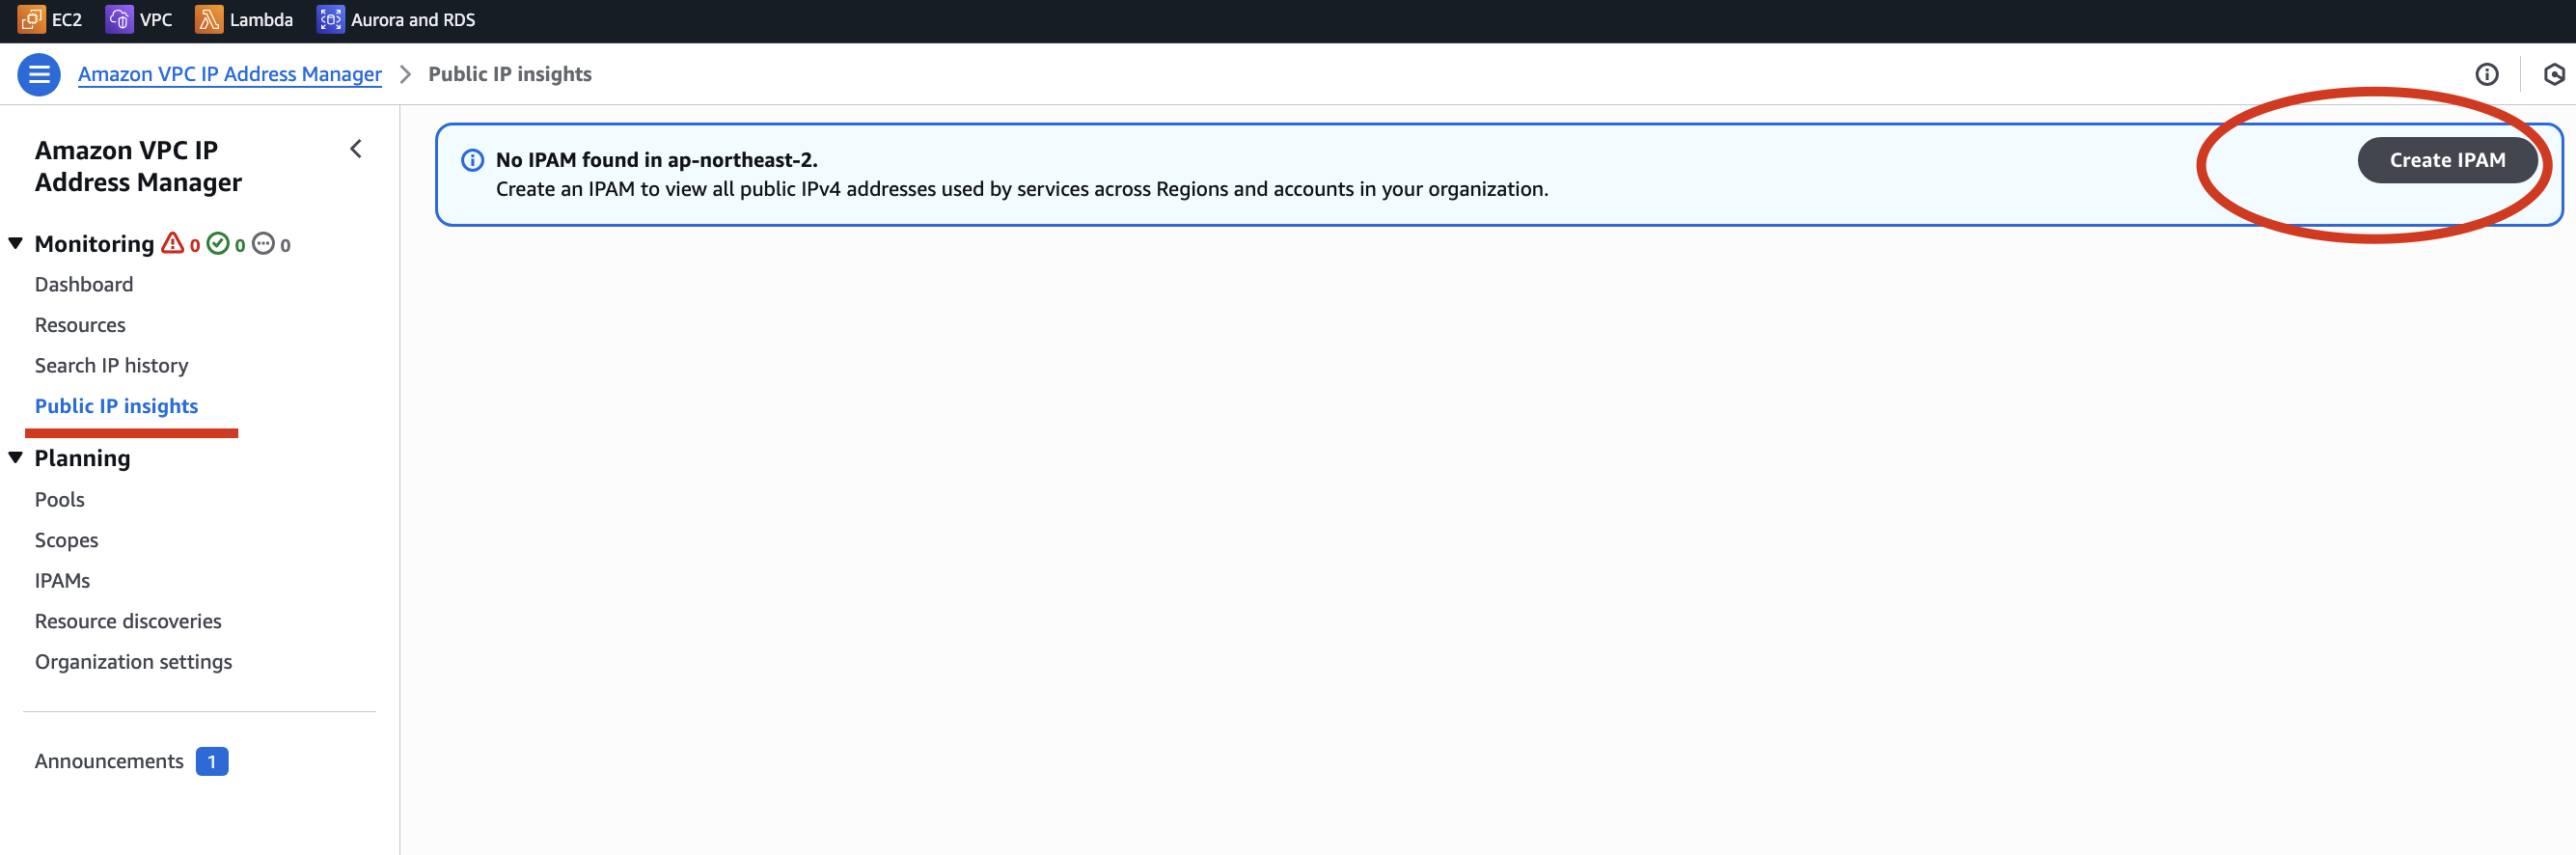 EC2 VPC Lambda Aurora and RDS
Amazon VPC IP Address Manager > Public IP insights
Amazon VPC IP
Address Manager
Monitoring 0 0 0
Dashboard
Resources
Search IP history
Public IP insights
Planning
Pools
Scopes
IPAMs
Resource discoveries
Organization settings
Announcements 1
No IPAM found in ap-northeast-2.
Create an IPAM to view all public IPv4 addresses used by services across Regions and accounts in your organization.
Create IPAM